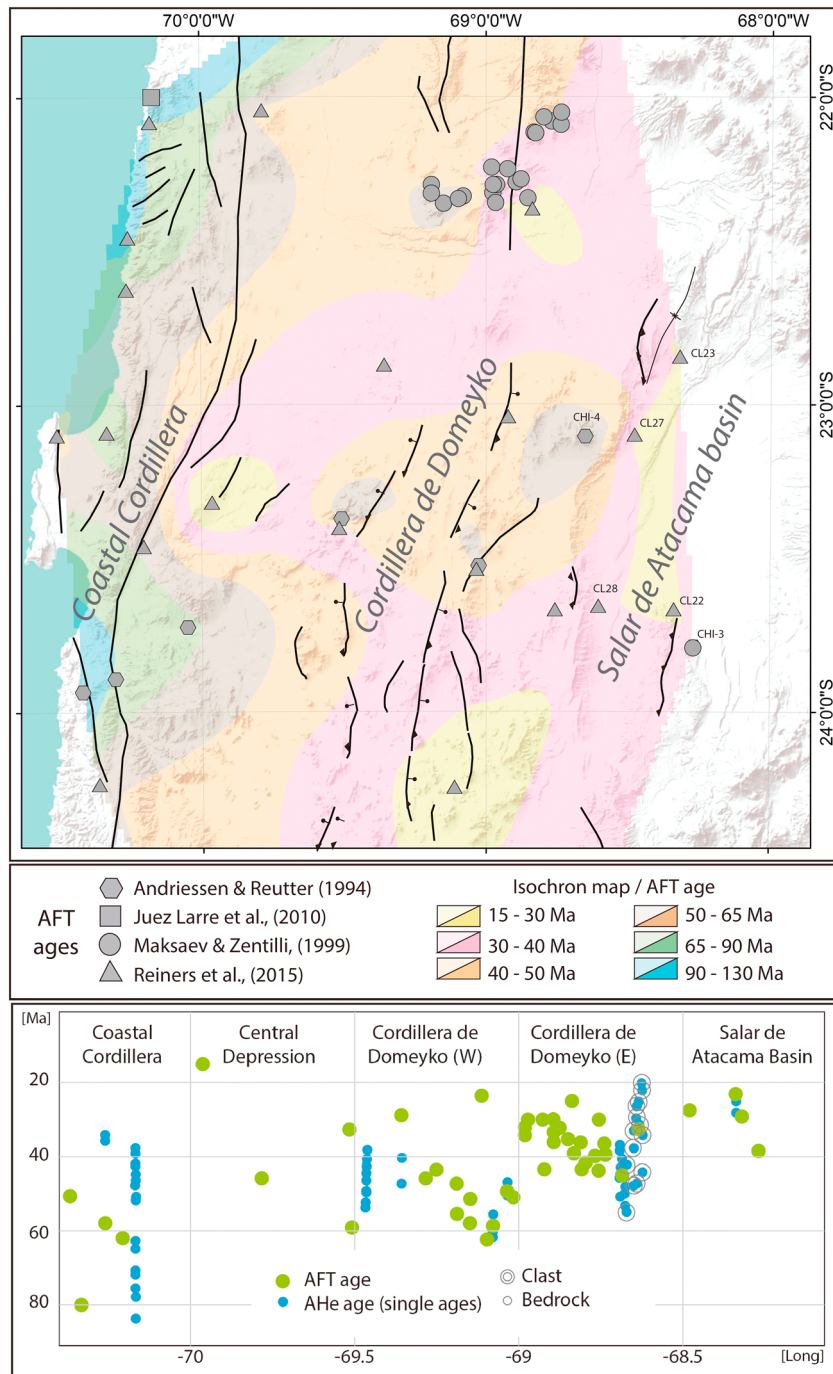 70°0'0"W
69°0'0"W
68°0'0"W
22°0'0"S
23°0'0"S
24°0'0"S
Coastal Cordillera
Cordillera de Domeyko
Salar de Atacama basin
CL23
CHI-4
CL27
CL28
CL22
CHI-3
AFT
ages
Andriessen & Reutter (1994)
Juez Larre et al., (2010)
Maksaev & Zentilli, (1999)
Reiners et al., (2015)
Isochron map / AFT age
15 - 30 Ma
30 - 40 Ma
40 - 50 Ma
50 - 65 Ma
65 - 90 Ma
90 - 130 Ma
[Ma]
Coastal
Cordillera
Central
Depression
Cordillera de
Domeyko (W)
Cordillera de
Domeyko (E)
Salar de
Atacama Basin
20
40
60
80
AFT age
AHe age (single ages)
Clast
Bedrock
-70
-69.5
-69
-68.5
[Long]